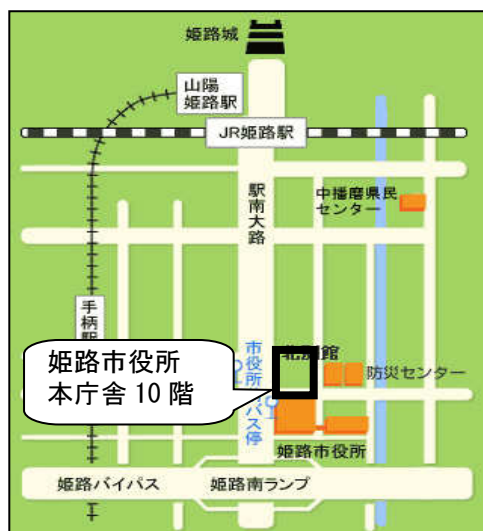 姫路城
山陽
姫路駅
JR姫路駅
駅南大路
中播磨県民
センター
手柄駅
市役所
バス停
北別館
防災センター
姫路市役所
本庁舎 10 階
姫路市役所
姫路バイパス
姫路南ランプ